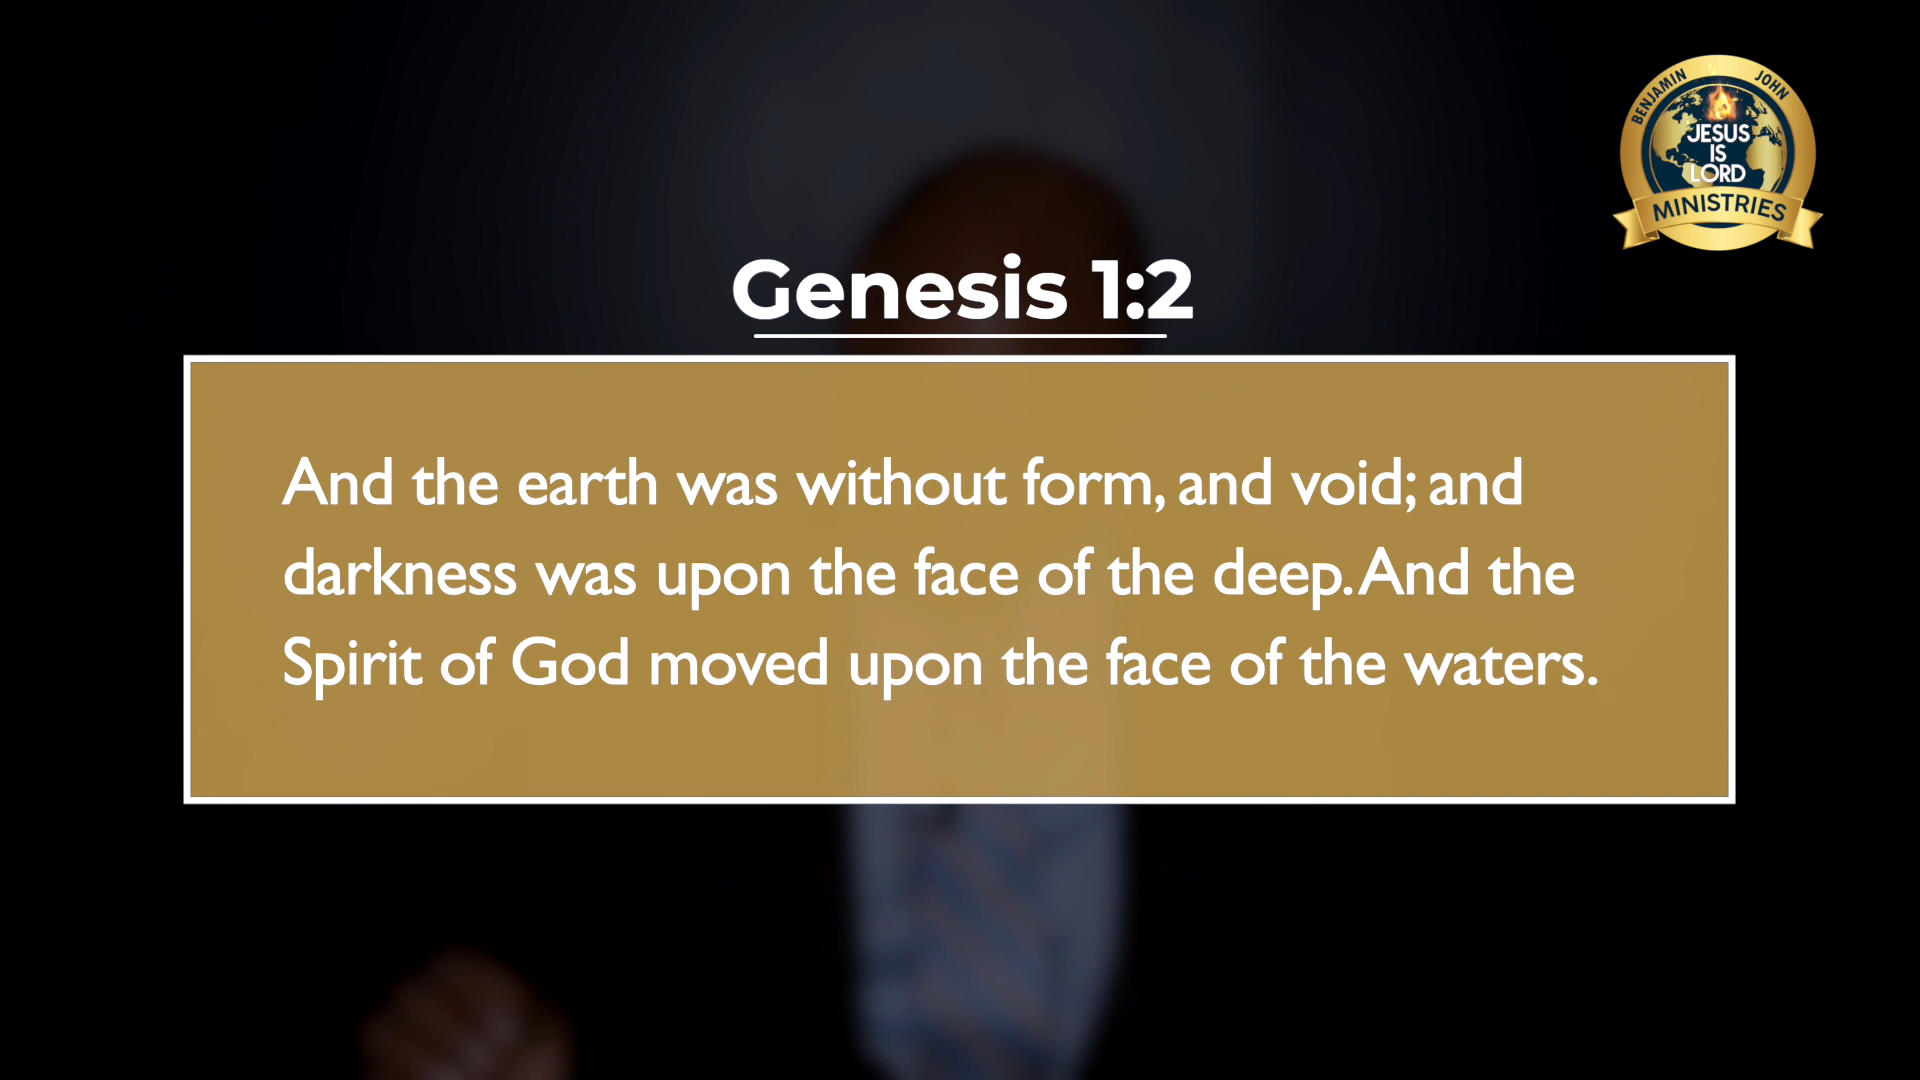 BENJAMIN JOHN
JESUS
IS
LORD
MINISTRIES
Genesis 1:2
And the earth was without form, and void; and
darkness was upon the face of the deep. And the
Spirit of God moved upon the face of the waters.